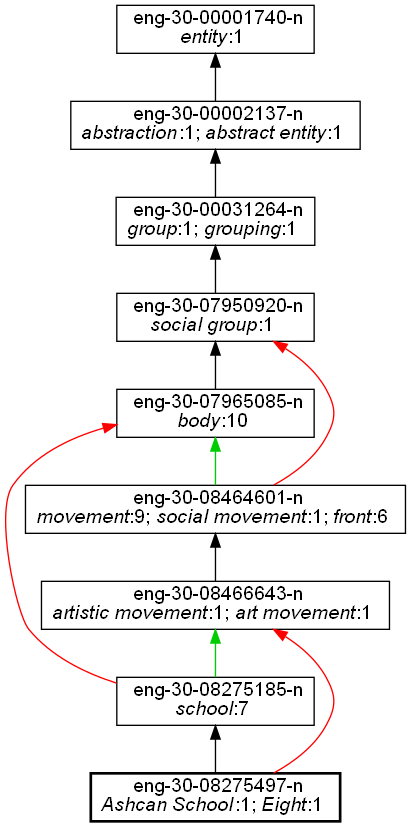 eng-30-00001740-n
entity:1
eng-30-00002137-n
abstraction:1; abstract entity:1
eng-30-00031264-n
group:1; grouping:1
eng-30-07950920-n
social group:1
eng-30-07965085-n
body:10
eng-30-08464601-n
movement:9; social movement:1; front:6
eng-30-08466643-n
artistic movement:1; art movement:1
eng-30-08275185-n
school:7
eng-30-08275497-n
Ashcan School:1; Eight:1